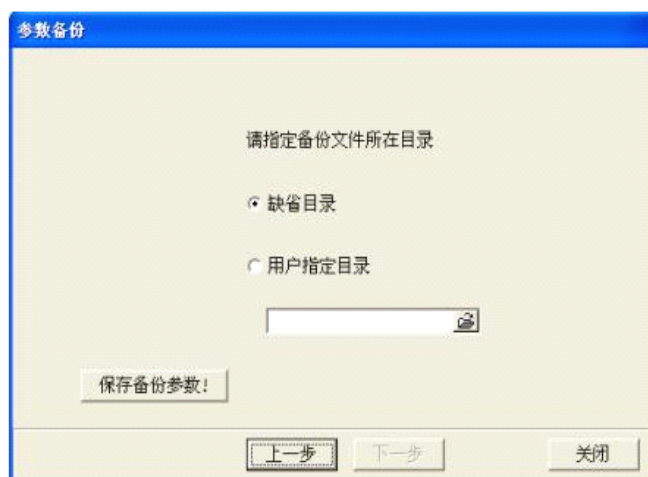 参数备份
请指定备份文件所在目录
缺省目录
用户指定目录
保存备份参数!
上一步 下一步 关闭